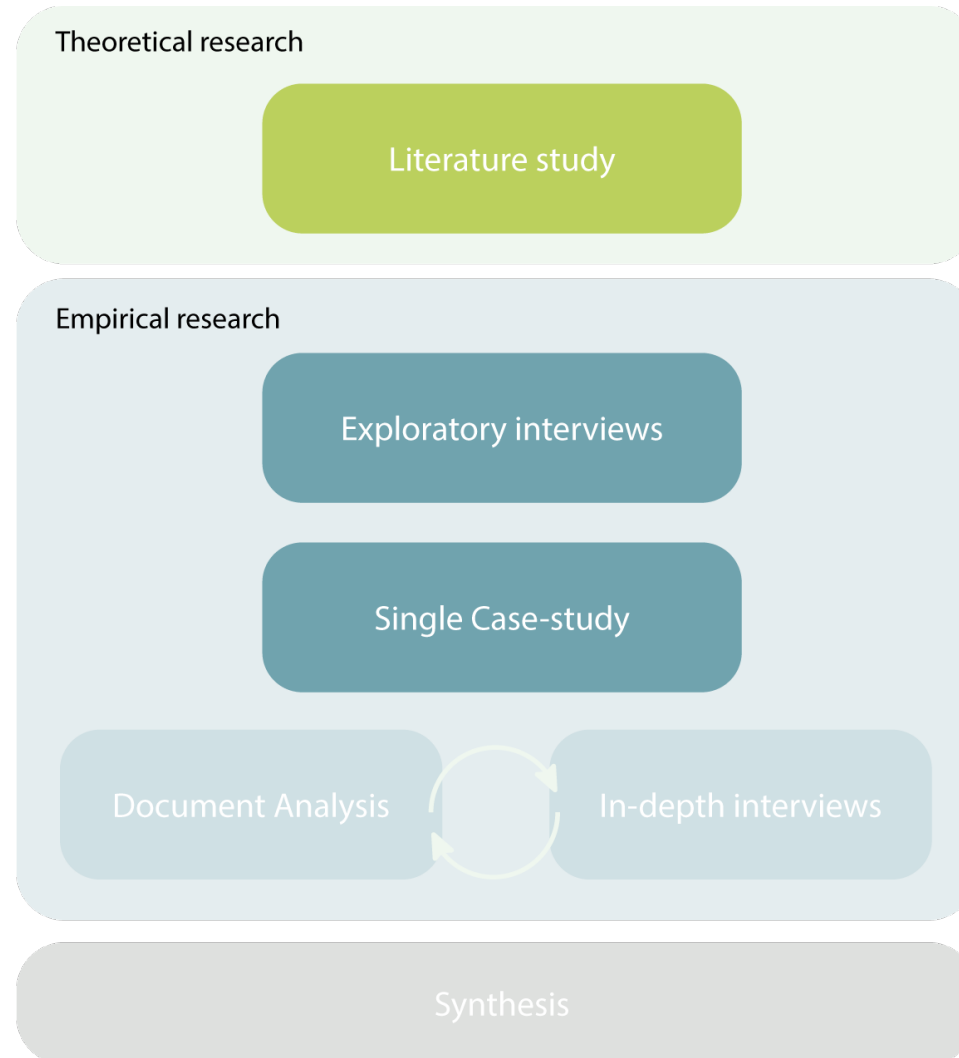 Theoretical research
Literature study
Empirical research
Exploratory interviews
Single Case-study
Document Analysis
In-depth interviews
Synthesis